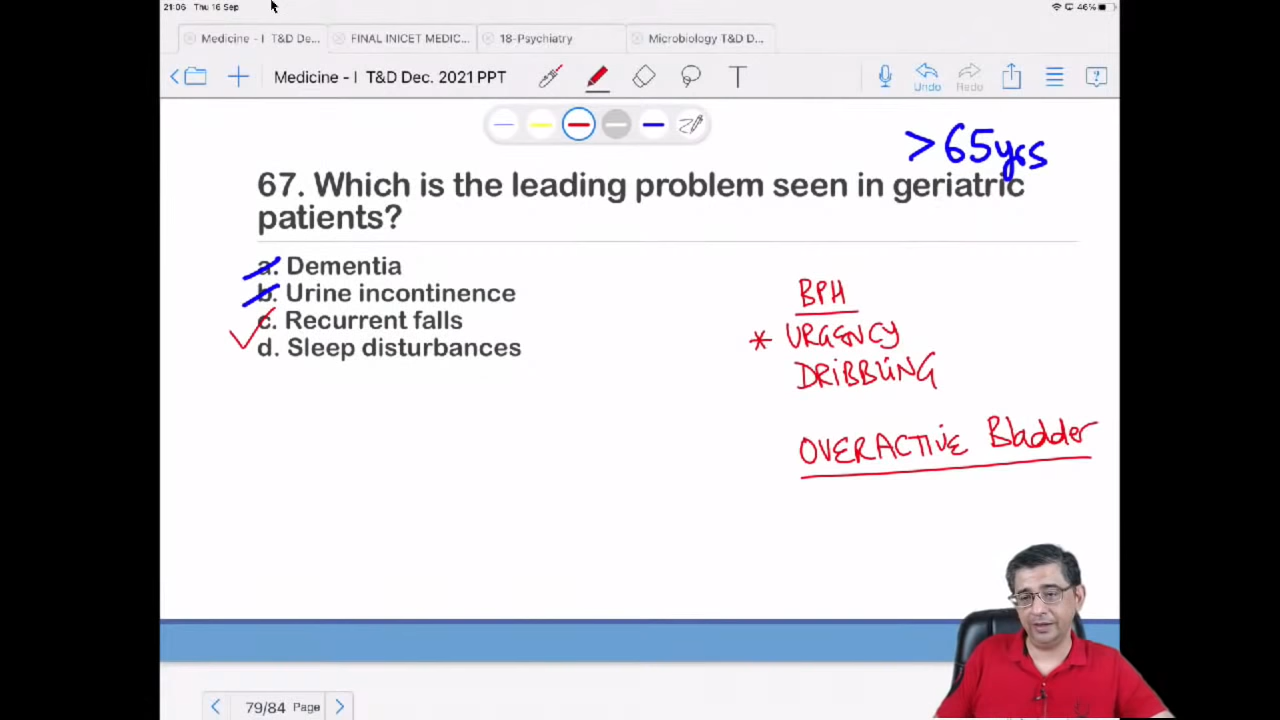 21:06 Thu 16 Sep 46%
Medicine - I T&D De... FINAL INICET MEDIC... 18-Psychiatry Microbiology T&D D...
Medicine - I T&D Dec. 2021 PPT T Undo Redo
>65yrs
67. Which is the leading problem seen in geriatric
patients?
a. Dementia
b. Urine incontinence
c. Recurrent falls
d. Sleep disturbances
BPH
* URGENCY
DRIBBLING
OVERACTIVE Bladder
79/84 Page